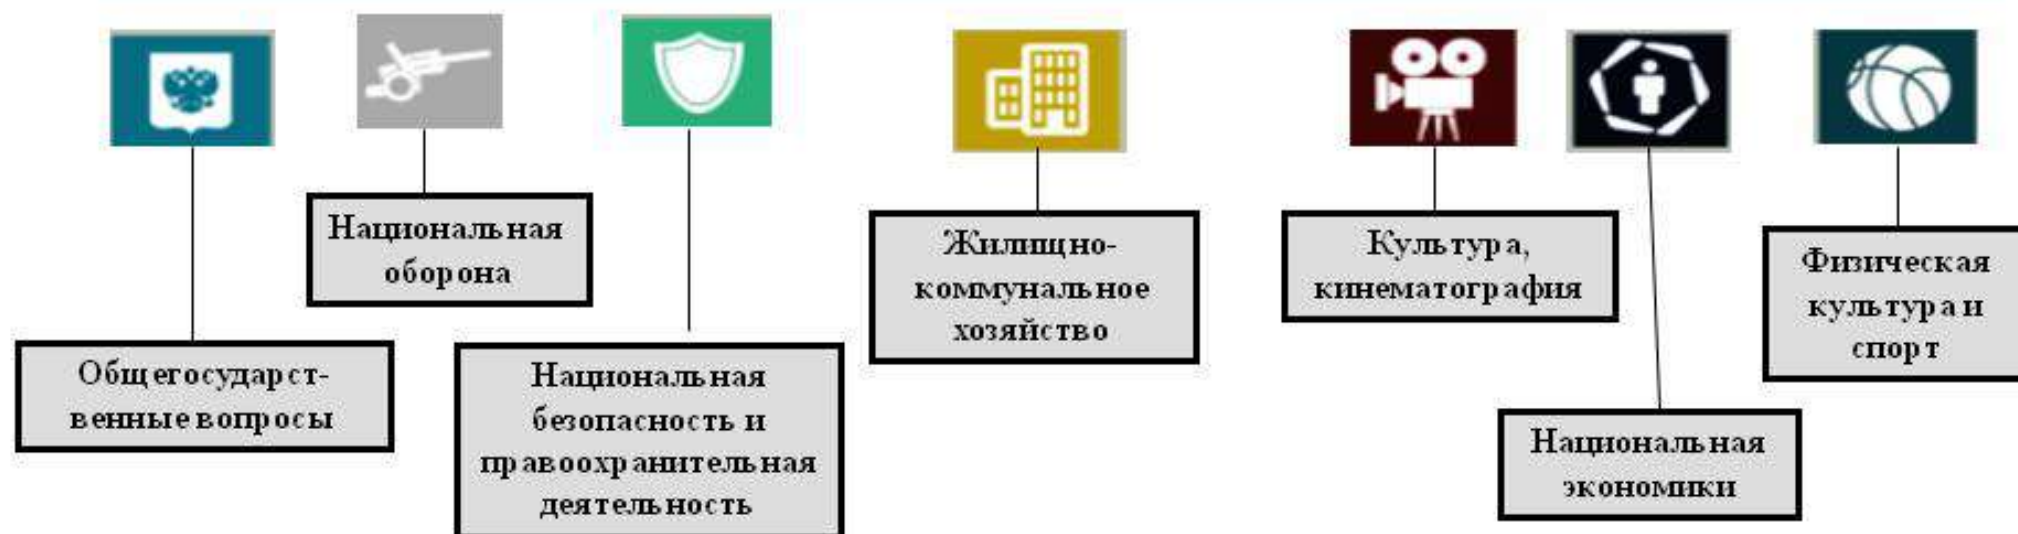 Общегосударст-
венные вопросы
Национальная
оборона
Национальная
безопасность и
правоохранительная
деятельность
Жилищно-
коммунальное
хозяйство
Культура,
кинематография
Национальная
экономики
Физическая
культура и
спорт